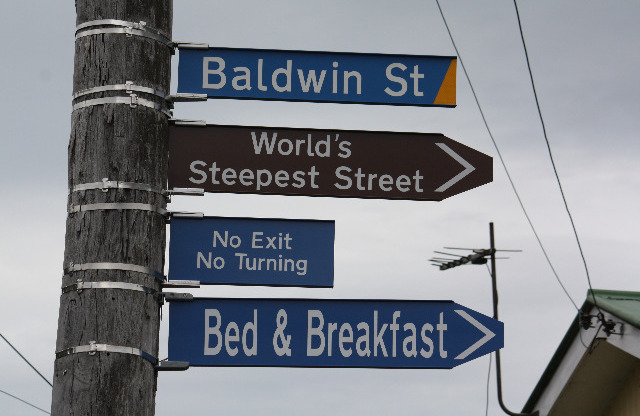 Baldwin St
World's
Steepest Street
No Exit
No Turning
Bed & Breakfast